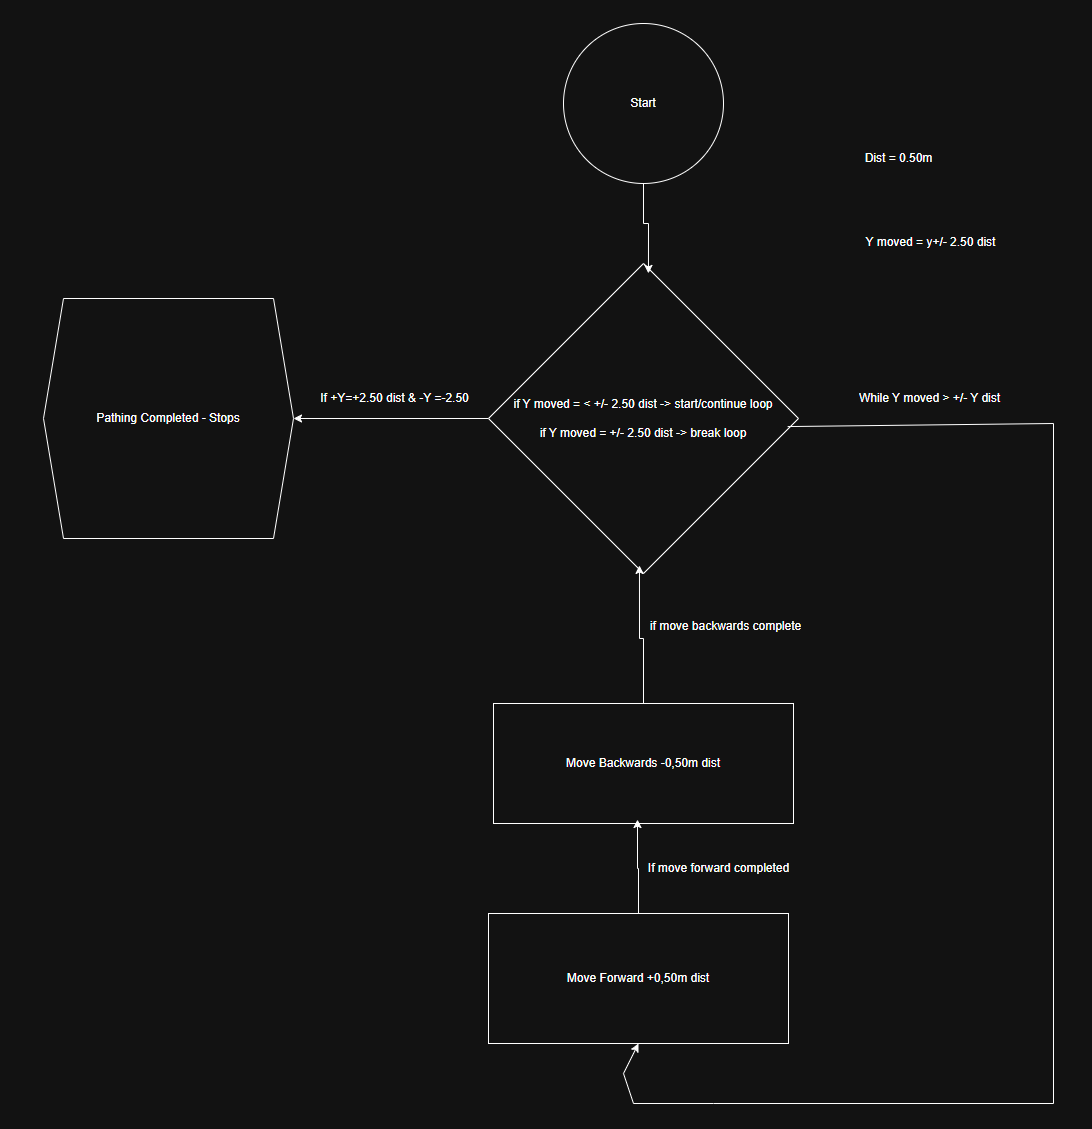 Start
Dist = 0.50m
Y moved = y+/- 2.50 dist
If +Y=+2.50 dist & -Y =-2.50
While Y moved > +/- Y dist
if Y moved = < +/- 2.50 dist -> start/continue loop
Pathing Completed - Stops
if Y moved = +/- 2.50 dist -> break loop
if move backwards complete
Move Backwards -0,50m dist
If move forward completed
Move Forward +0,50m dist